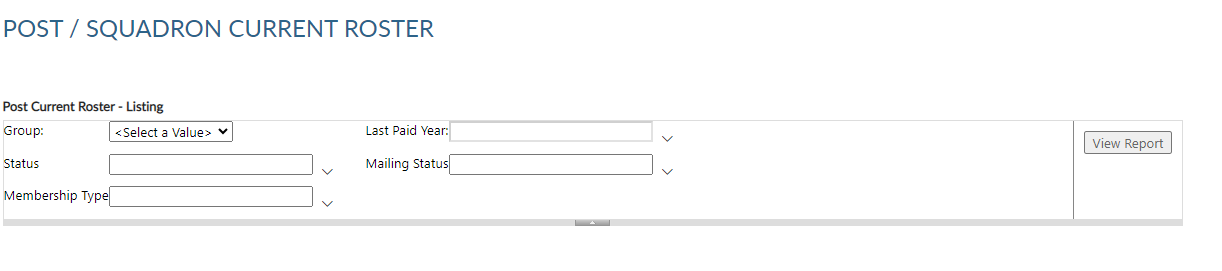 POST / SQUADRON CURRENT ROSTER
Post Current Roster - Listing
Group: <Select a Value> Last Paid Year: View Report
Status Mailing Status
Membership Type